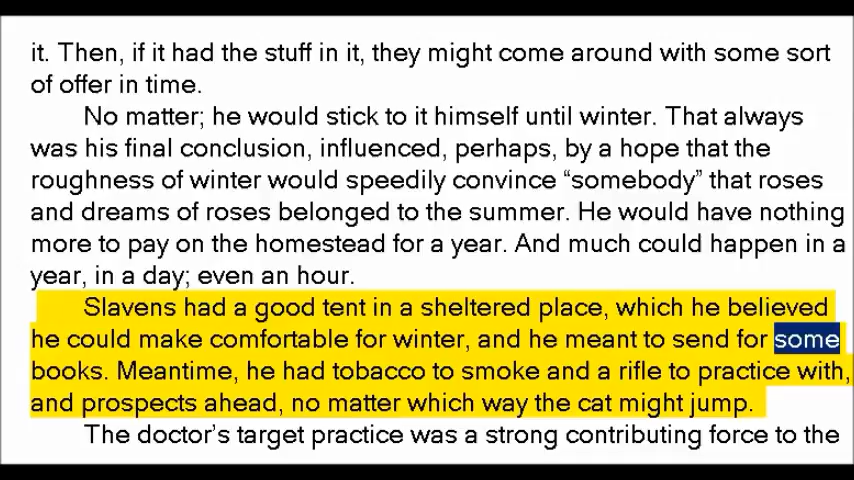 it. Then, if it had the stuff in it, they might come around with some sort
of offer in time.
No matter; he would stick to it himself until winter. That always
was his final conclusion, influenced, perhaps, by a hope that the
roughness of winter would speedily convince “somebody” that roses
and dreams of roses belonged to the summer. He would have nothing
more to pay on the homestead for a year. And much could happen in a
year, in a day; even an hour.
Slavens had a good tent in a sheltered place, which he believed
he could make comfortable for winter, and he meant to send for some
books. Meantime, he had tobacco to smoke and a rifle to practice with,
and prospects ahead, no matter which way the cat might jump.
The doctor’s target practice was a strong contributing force to the